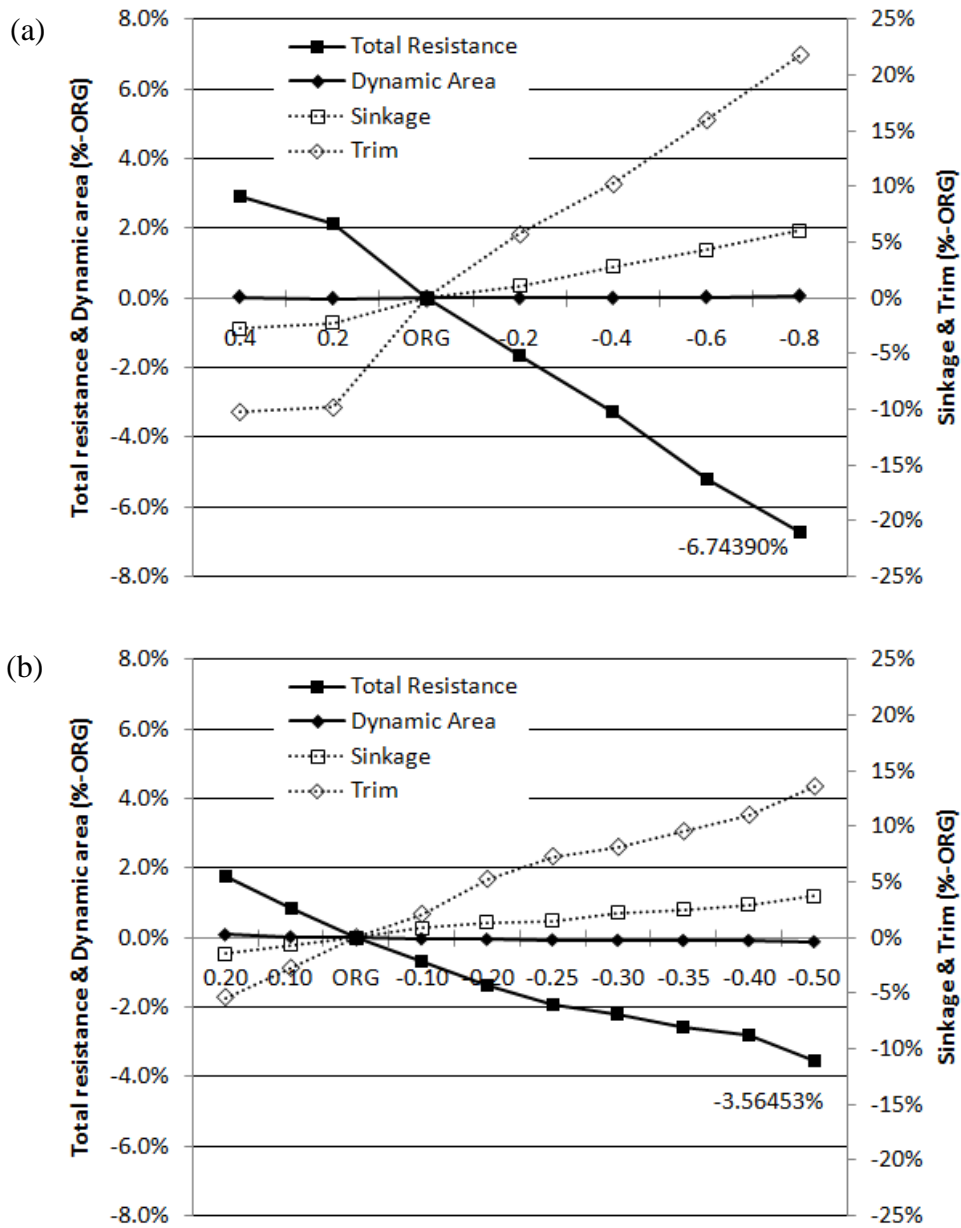 (a)
Total resistance & Dynamic area (%-ORG)
8.0%
6.0%
4.0%
2.0%
0.0%
-2.0%
-4.0%
-6.0%
-8.0%
Total Resistance
Dynamic Area
Sinkage
Trim
0.4 0.2 ORG -0.2 -0.4 -0.6 -0.8
-6.74390%
25%
20%
15%
10%
5%
0%
-5%
-10%
-15%
-20%
-25%
Sinkage & Trim (%-ORG)
(b)
Total resistance & Dynamic area (%-ORG)
8.0%
6.0%
4.0%
2.0%
0.0%
-2.0%
-4.0%
-6.0%
-8.0%
Total Resistance
Dynamic Area
Sinkage
Trim
0.20 0.10 ORG -0.10 -0.20 -0.25 -0.30 -0.35 -0.40 -0.50
-3.56453%
25%
20%
15%
10%
5%
0%
-5%
-10%
-15%
-20%
-25%
Sinkage & Trim (%-ORG)